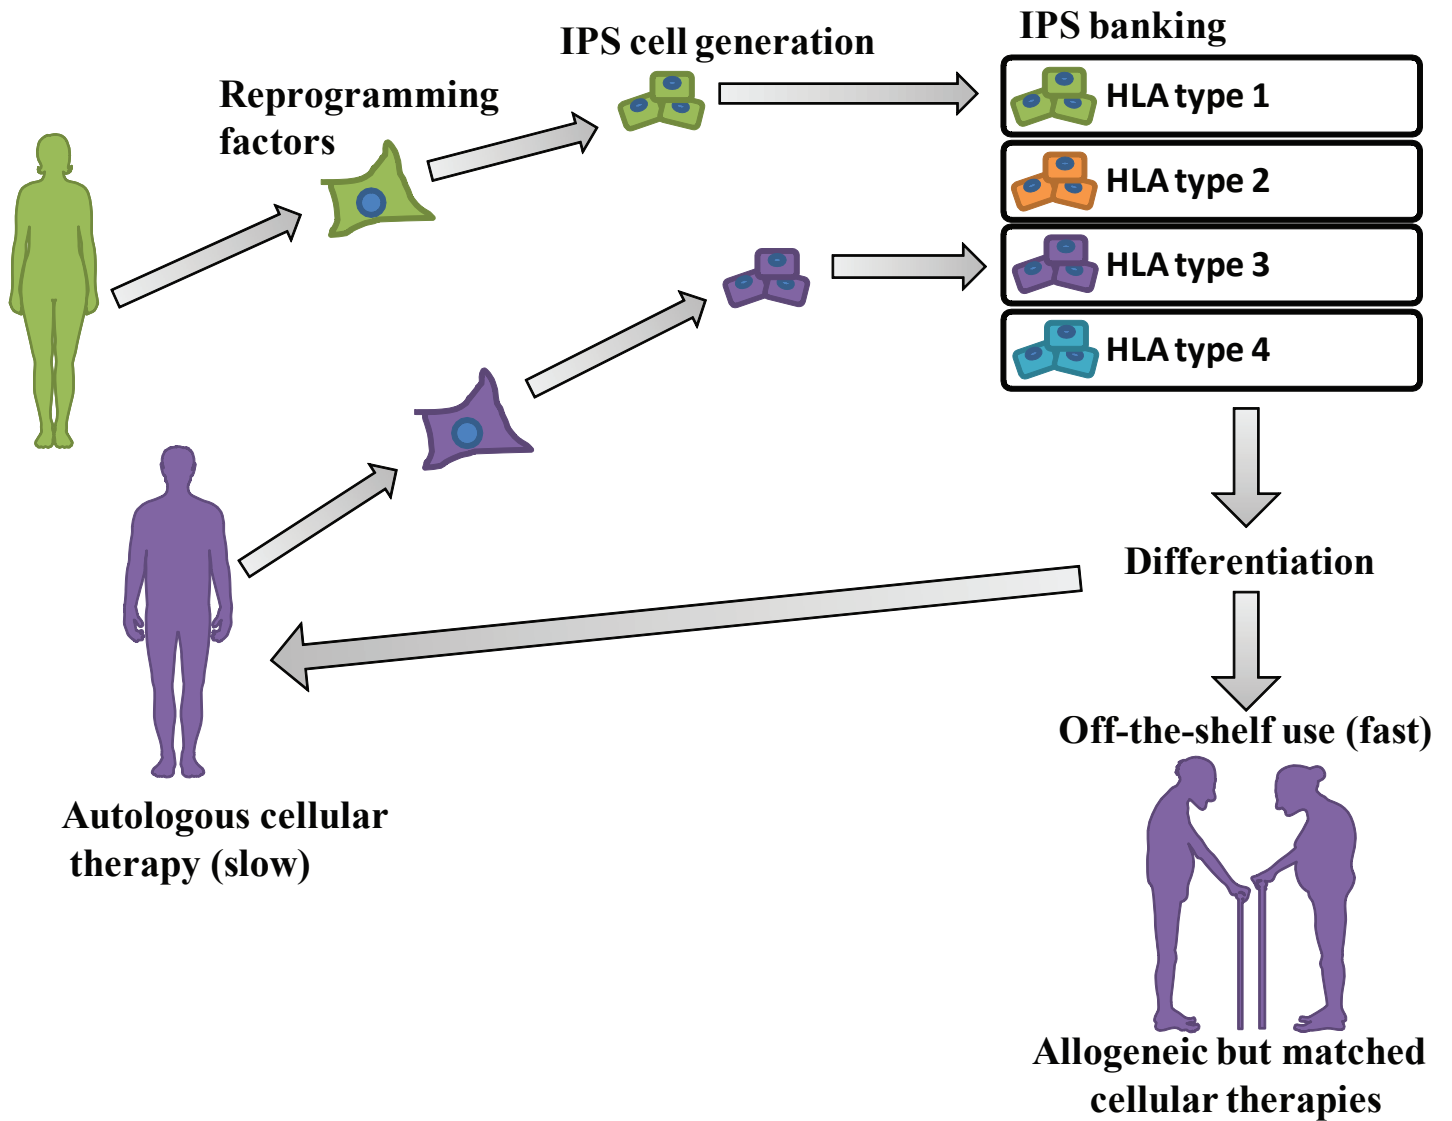 IPS banking
IPS cell generation
Reprogramming
factors
HLA type 1
HLA type 2
HLA type 3
HLA type 4
Differentiation
Off-the-shelf use (fast)
Autologous cellular
therapy (slow)
Allogeneic but matched
cellular therapies